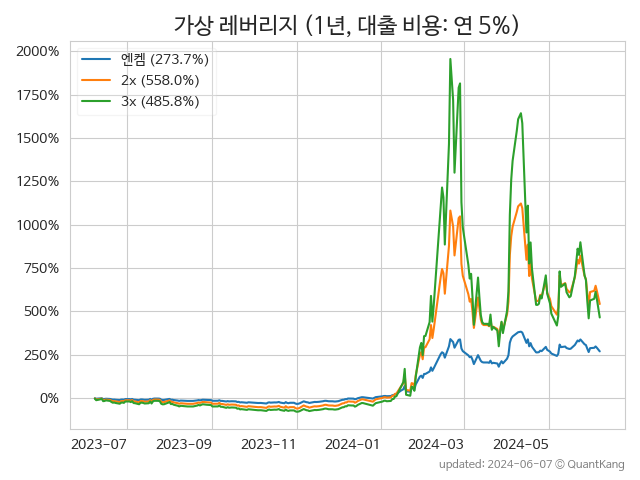 가상 레버리지 (1년, 대출 비용: 연 5%)
엔켐 (273.7%)
2x (558.0%)
3x (485.8%)
2000%
1750%
1500%
1250%
1000%
750%
500%
250%
0%
2023-07 2023-09 2023-11 2024-01 2024-03 2024-05
updated: 2024-06-07 © QuantKang